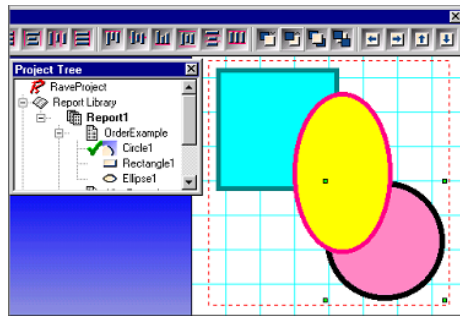 Project Tree
RaveProject
Report Library
Report1
OrderExample
Circle1
Rectangle1
Ellipse1